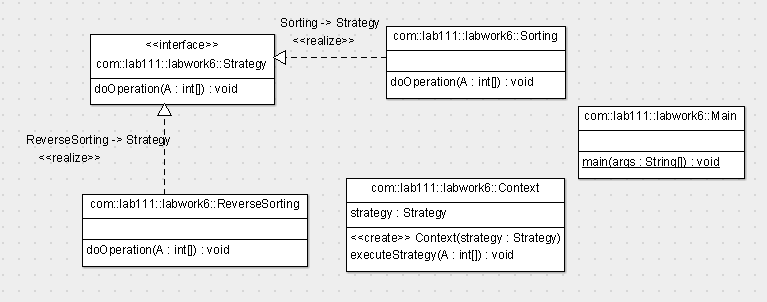 Sorting -> Strategy
<<realize>>
<<interface>>
com::lab111::labwork6::Strategy
doOperation(A : int[]) : void
com::lab111::labwork6::Sorting
doOperation(A : int[]) : void
com::lab111::labwork6::Main
main(args : String[]) : void
ReverseSorting -> Strategy
<<realize>>
com::lab111::labwork6::ReverseSorting
doOperation(A : int[]) : void
com::lab111::labwork6::Context
strategy : Strategy
<<create>> Context(strategy : Strategy)
executeStrategy(A : int[]) : void